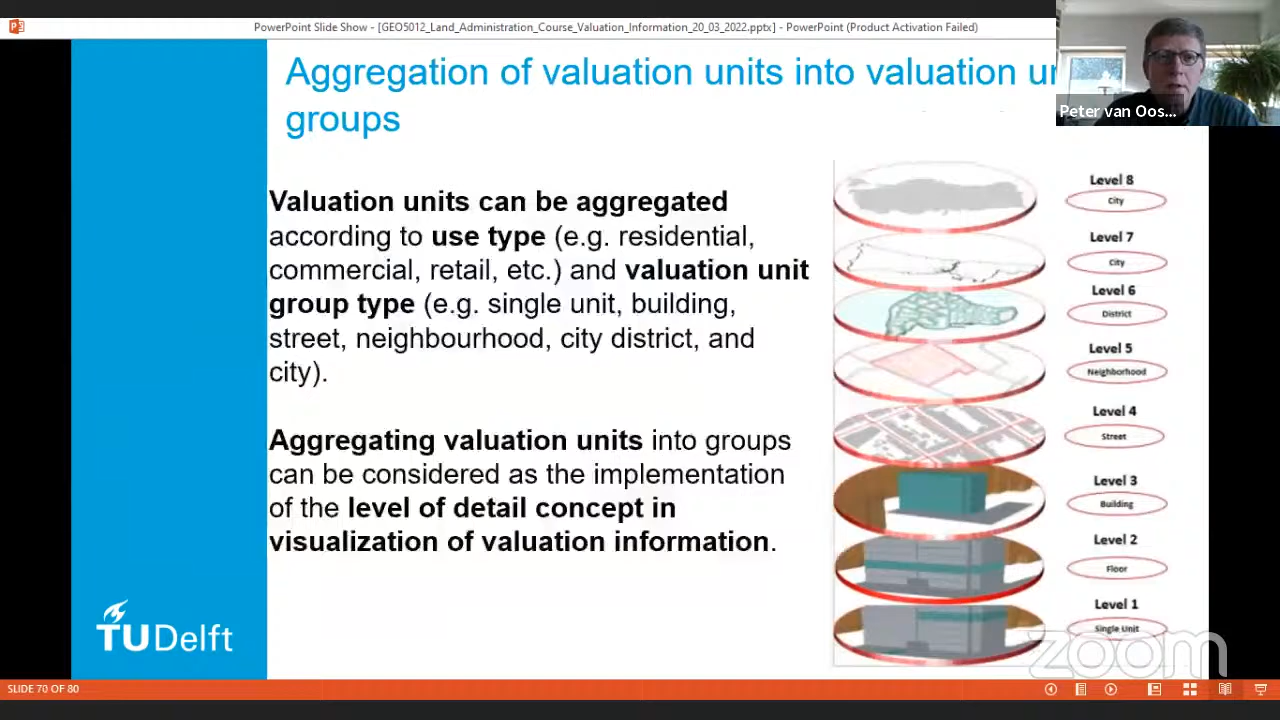 PowerPoint Slide Show - [GEO5012_Land_Administration_Course_Valuation_Information_20_03_2022.pptx] - PowerPoint (Product Activation Failed)
Aggregation of valuation units into valuation
groups
Peter van Oos...
Valuation units can be aggregated
according to use type (e.g. residential,
commercial, retail, etc.) and valuation unit
group type (e.g. single unit, building,
street, neighbourhood, city district, and
city).
Aggregating valuation units into groups
can be considered as the implementation
of the level of detail concept in
visualization of valuation information.
Level 8
City
Level 7
City
Level 6
District
Level 5
Neighborhood
Level 4
Street
Level 3
Building
Level 2
Floor
Level 1
Single Unit
TUDelft
zoom
SLIDE 70 OF 80